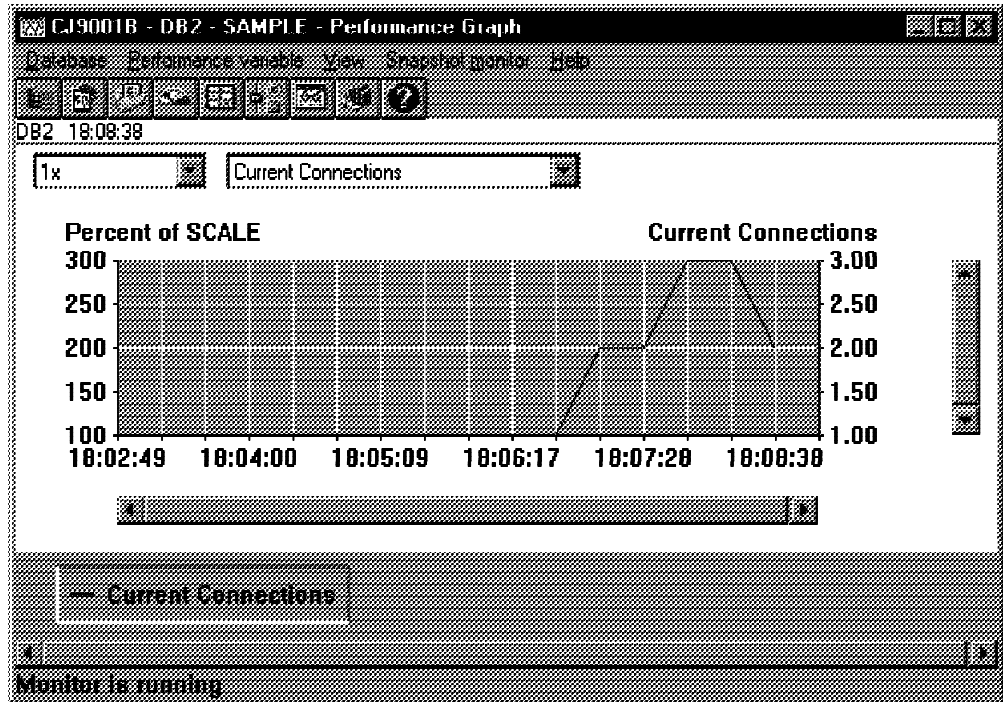 CJ9001B - DB2 - SAMPLE - Performance Graph
Database Performance variable View Snapshot monitor Help
DB2 18:08:38
1x Current Connections
Percent of SCALE Current Connections
300 3.00
250 2.50
200 2.00
150 1.50
100 1.00
18:02:49 18:04:00 18:05:09 18:06:17 18:07:28 18:08:38
Current Connections
Monitor is running